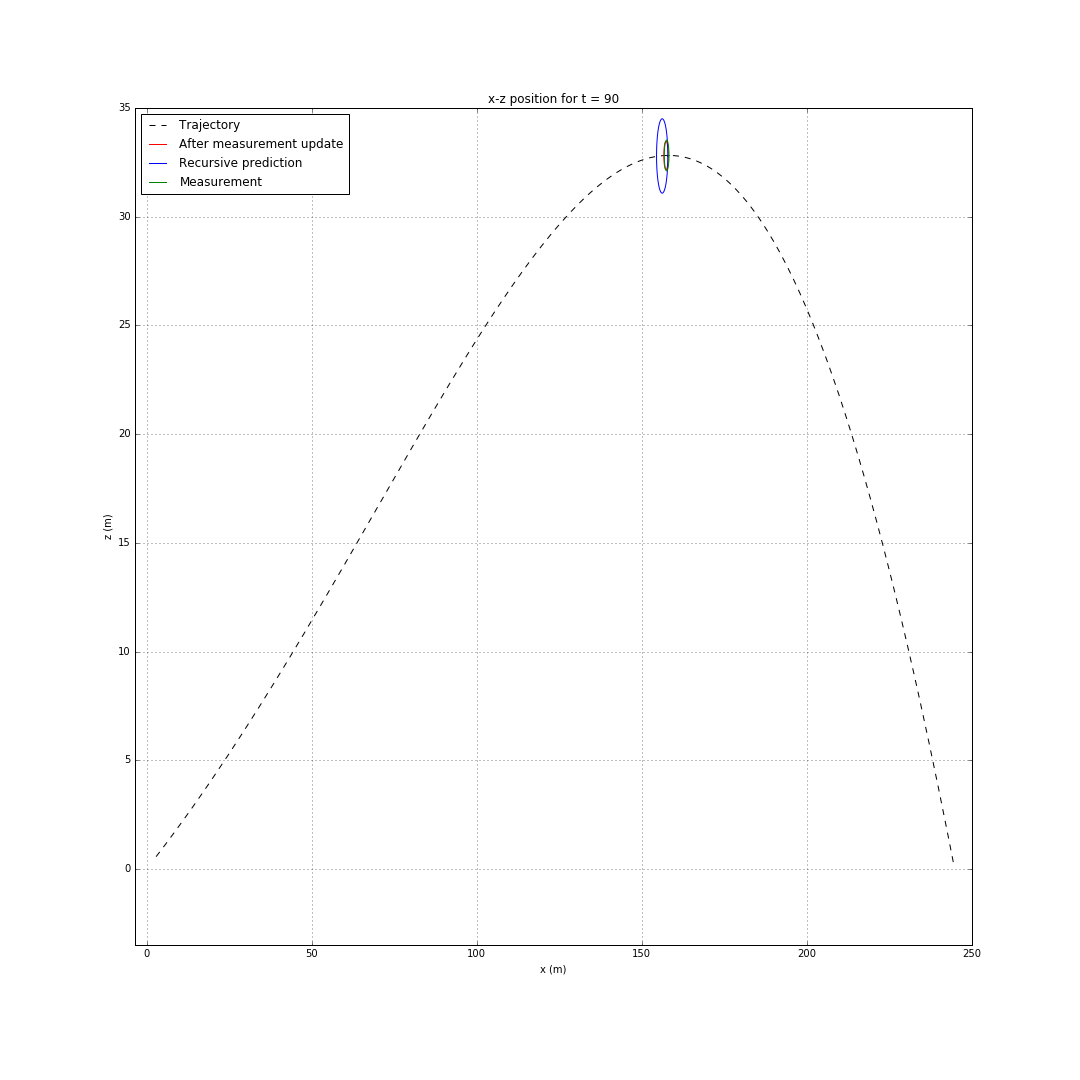 x-z position for t = 90
Trajectory
After measurement update
Recursive prediction
Measurement
35
30
25
20
15
10
5
0
z (m)
0 50 100 150 200 250
x (m)